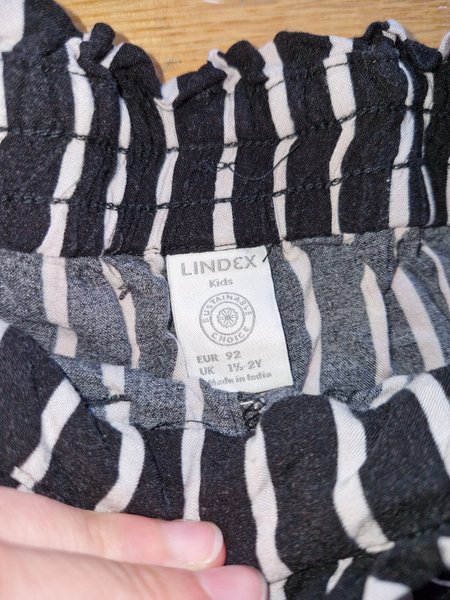 LINDEX
Kids
SUSTAINABLE
CHOICE
EUR 92
UK 1½-2Y
Made in India